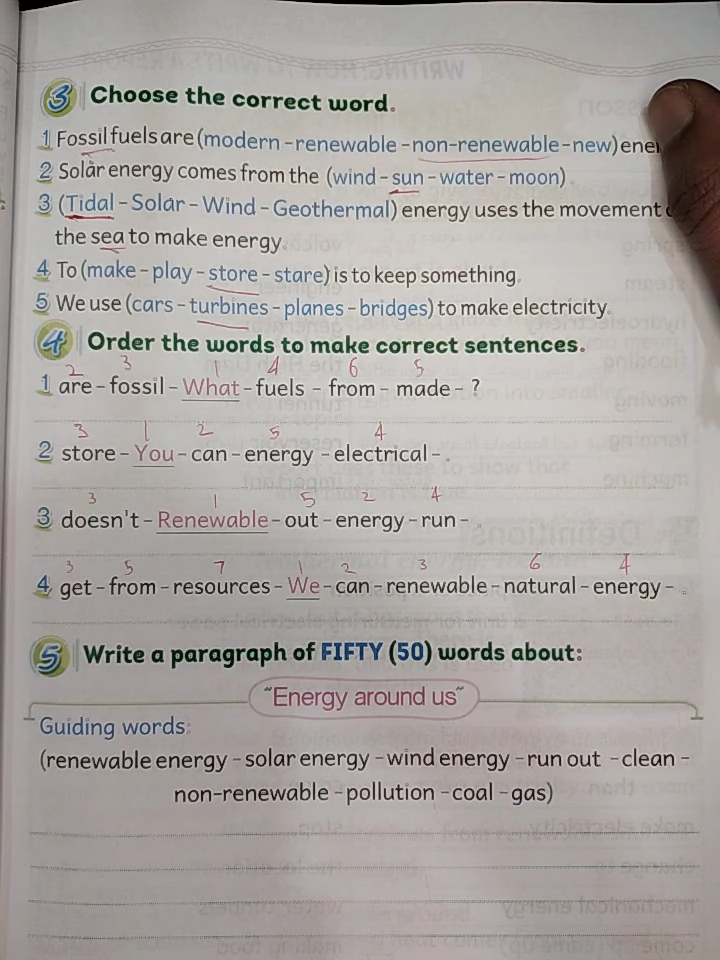 3 Choose the correct word.
1 Fossil fuels are (modern - renewable - non-renewable - new) ener
2 Solar energy comes from the (wind - sun - water - moon)
3 (Tidal - Solar - Wind - Geothermal) energy uses the movement
the sea to make energy.
4 To (make - play - store - stare) is to keep something.
5 We use (cars - turbines - planes - bridges) to make electricity.
4 Order the words to make correct sentences.
2 3 1 4 6 5
1 are - fossil - What - fuels - from - made - ?
3 1 2 5 4
2 store - You - can - energy - electrical - .
3 1 5 2 4
3 doesn't - Renewable - out - energy - run - .
3 5 7 1 2 3 6 4
4 get - from - resources - We - can - renewable - natural - energy - .
5 Write a paragraph of FIFTY (50) words about:
"Energy around us"
Guiding words:
(renewable energy - solar energy - wind energy - run out - clean -
non-renewable - pollution - coal - gas)